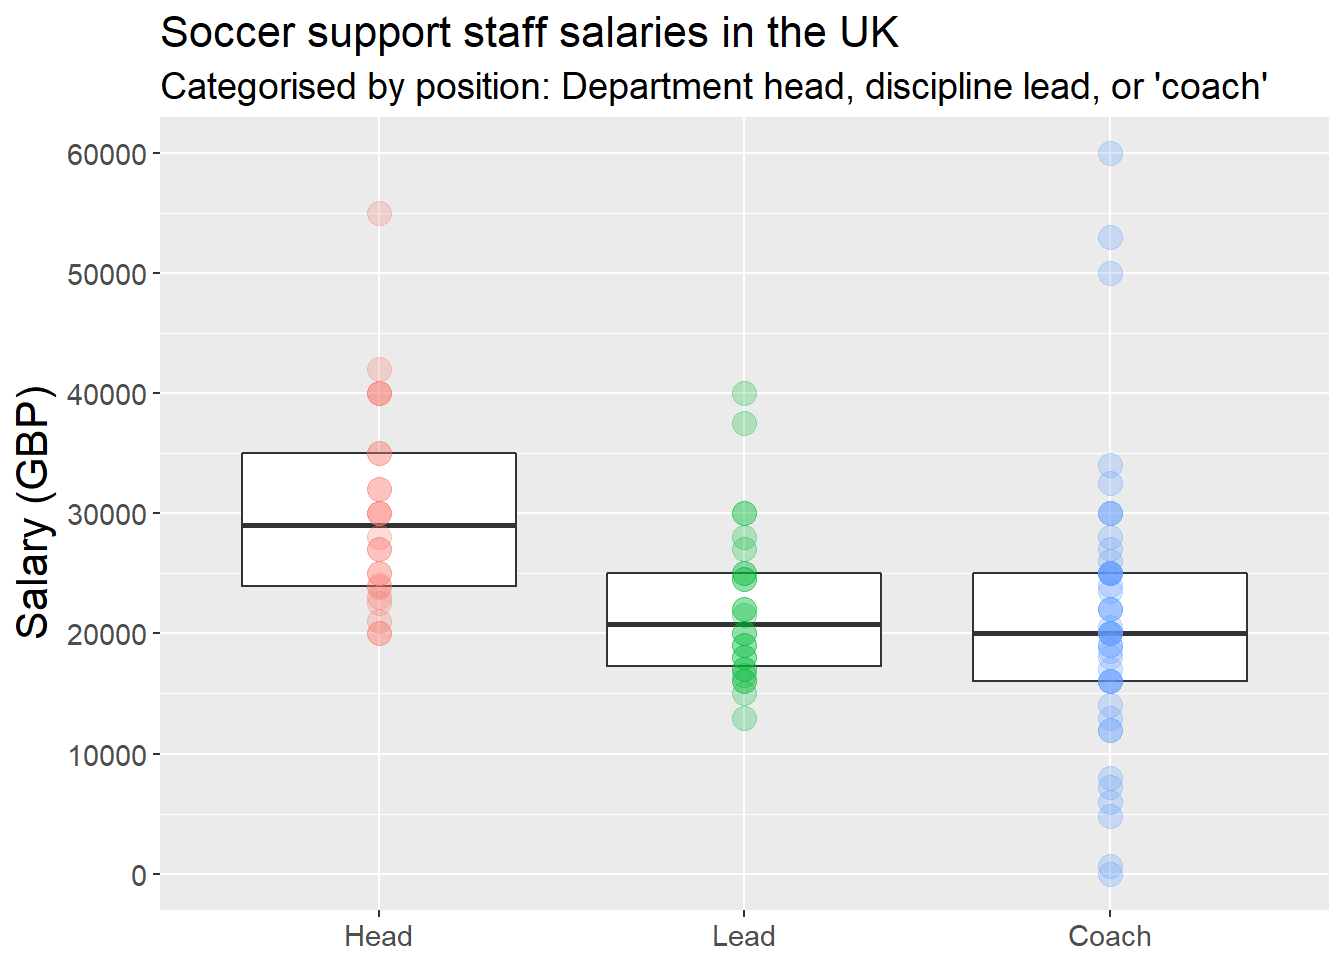 Soccer support staff salaries in the UK
Categorised by position: Department head, discipline lead, or 'coach'
Salary (GBP)
60000
50000
40000
30000
20000
10000
0
Head Lead Coach